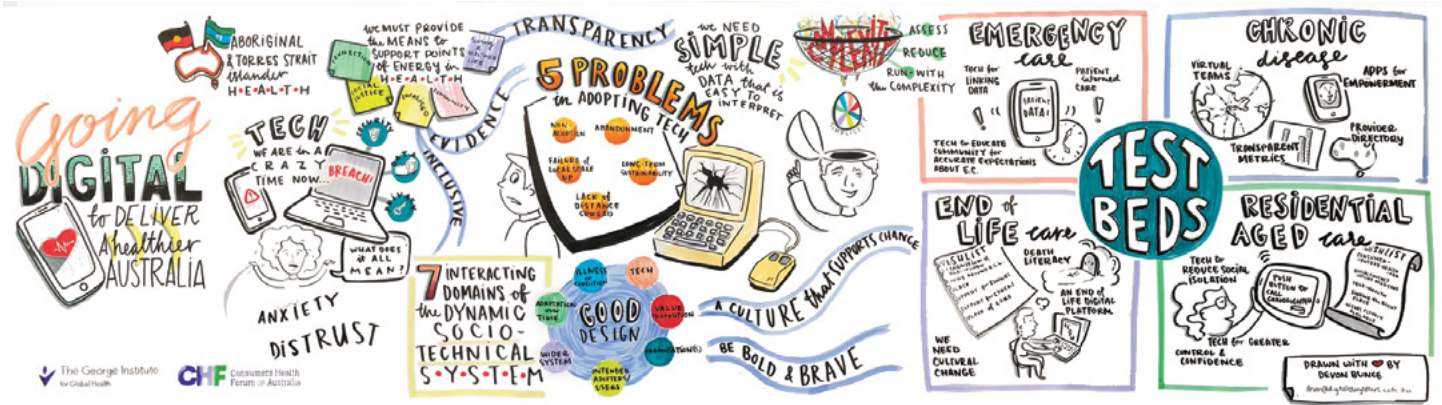 Going
DIGITAL
to DELIVER
A healthier
AUSTRALIA
ABORIGINAL
& TORRES STRAIT
islander
H•E•A•L•T•H
we MUST PROVIDE
the MEANS to
SUPPORT POINTS
of ENERGY in
H•E•A•L•T•H
CONNECTION
SOCIAL
JUSTICE
COMMUNITY
TECH
WE ARE in A
C R A Z Y
TIME NOW...
SECURITY
BREACH!
WHAT DOES
it ALL
MEAN?
ANXIETY
DISTRUST
TRANSPARENCY
EVIDENCE
INCLUSIVE
5 PROBLEMS
in ADOPTING TECH
NON-
ADOPTION
ABANDONMENT
FAILURE of
LOCAL SCALE
UP
LONG-TERM
SUSTAINABILITY
LACK of
DISTANCE
SPREAD
we NEED
SIMPLE
tech with
DATA that is
EASY to
INTERPRET
ASSESS
REDUCE
RUN WITH
the COMPLEXITY
7 INTERACTING
DOMAINS of
the DYNAMIC
SOCIO-
TECHNICAL
S•Y•S•T•E•M
GOOD
DESIGN
ILLNESS or
CONDITION
TECH
VALUE
PROPOSITION
ORGANISATION(S)
INTENDED
ADOPTERS/
USERS
WIDER
SYSTEM
ADAPTATION
over
TIME
A CULTURE that SUPPORTS CHANGE
BE BOLD & BRAVE
TEST
BEDS
EMERGENCY
care
TECH for
LINKING
DATA
PATIENT
DATA
PATIENT
informed
CARE
TECH to EDUCATE
COMMUNITY for
ACCURATE EXPECTATIONS
ABOUT E.C.
CHRONIC
disease
VIRTUAL
TEAMS
APPS for
EMPOWERMENT
TRANSPARENT
METRICS
PROVIDER
DIRECTORY
END of
LIFE care
WISHLIST
DEATH
LITERACY
AN END of
LIFE DIGITAL
PLATFORM
WE
NEED
CULTURAL
CHANGE
RESIDENTIAL
AGED care
TECH to
REDUCE SOCIAL
ISOLATION
PUSH
BUTTON to
CALL
WISHLIST
TECH for GREATER
CONTROL &
CONFIDENCE
DRAWN WITH BY
DEVON BUNCE
The George Institute
for Global Health
CHF Consumers Health
Forum OF Australia